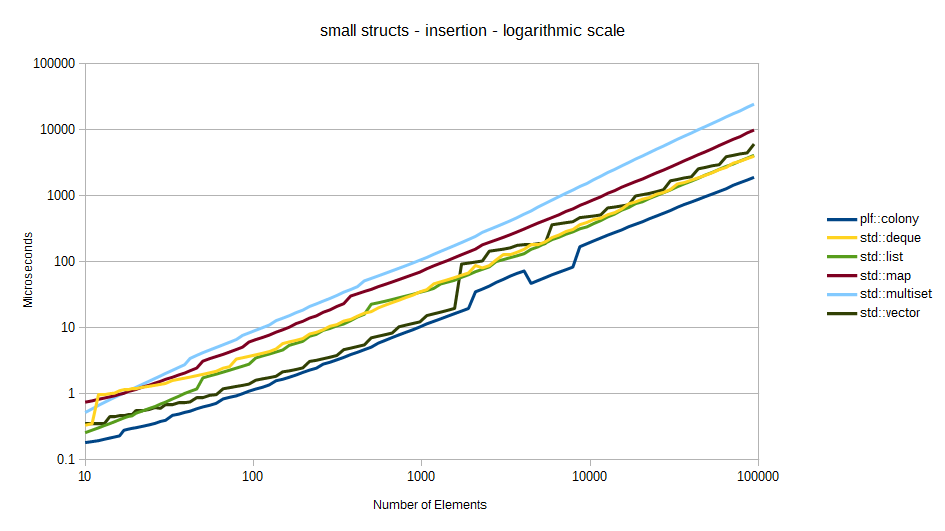 small structs - insertion - logarithmic scale
100000
10000
1000
100
10
1
0.1
Microseconds
10
100
1000
10000
100000
Number of Elements
plf::colony
std::deque
std::list
std::map
std::multiset
std::vector